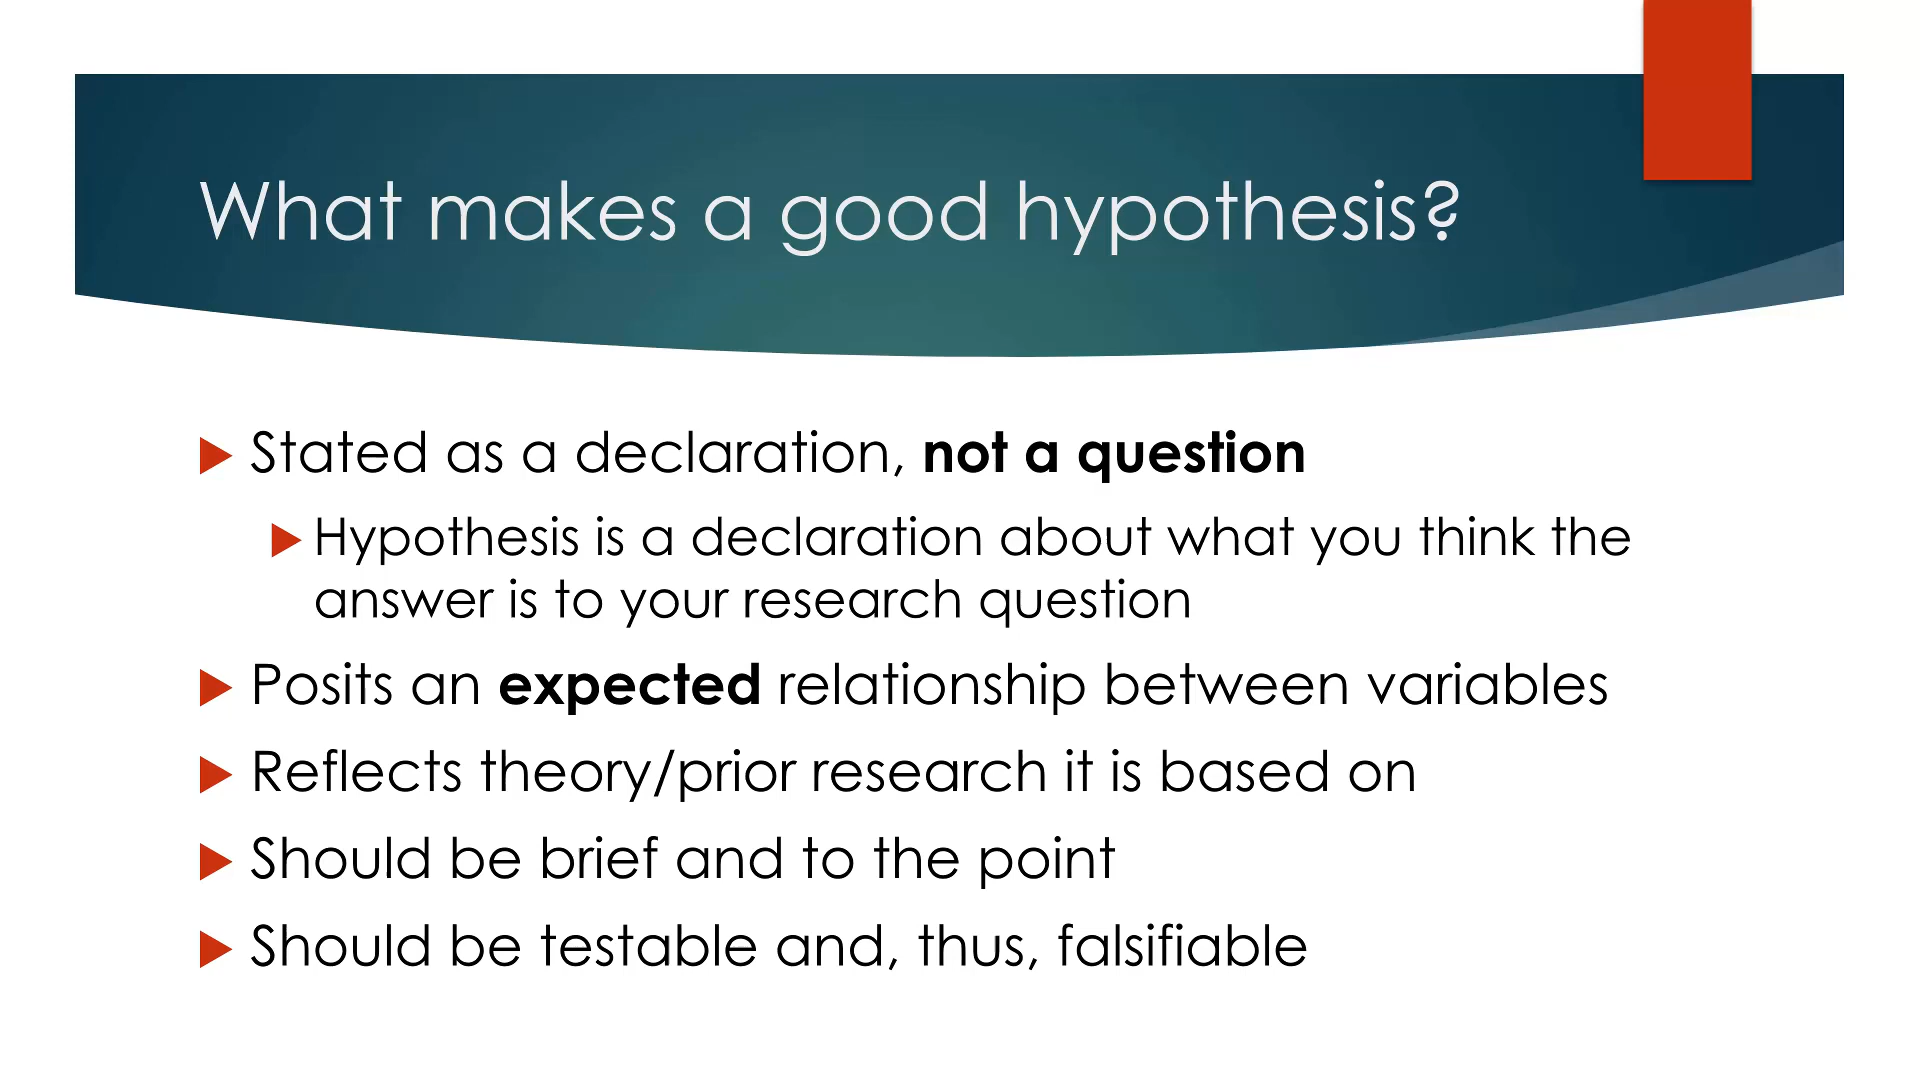 What makes a good hypothesis?
Stated as a declaration, not a question
Hypothesis is a declaration about what you think the
answer is to your research question
Posits an expected relationship between variables
Reflects theory/prior research it is based on
Should be brief and to the point
Should be testable and, thus, falsifiable